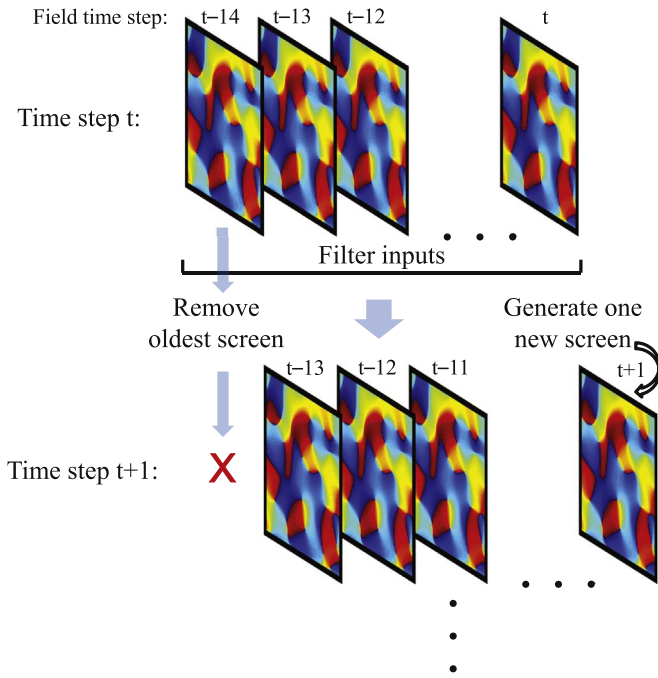 Field time step: t−14 t−13 t−12 t
Time step t:
Filter inputs
Remove
oldest screen
Generate one
new screen
t−13 t−12 t−11 t+1
Time step t+1:
X